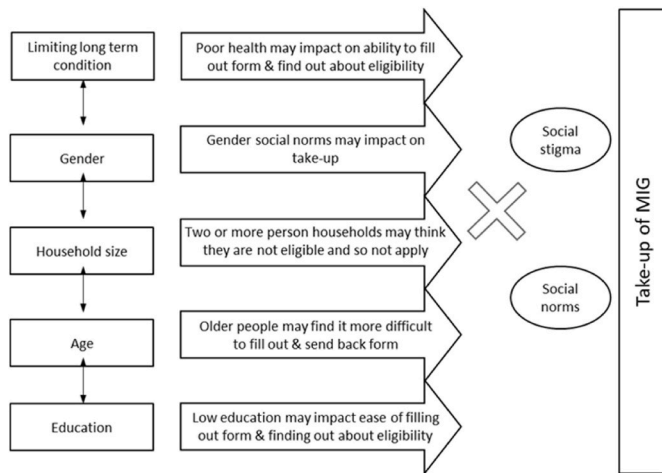 Limiting long term
condition
Poor health may impact on ability to fill
out form & find out about eligibility
Gender
Gender social norms may impact on
take-up
Household size
Two or more person households may think
they are not eligible and so not apply
Age
Older people may find it more difficult
to fill out & send back form
Education
Low education may impact ease of filling
out form & finding out about eligibility
Social
stigma
Social
norms
Take-up of MIG